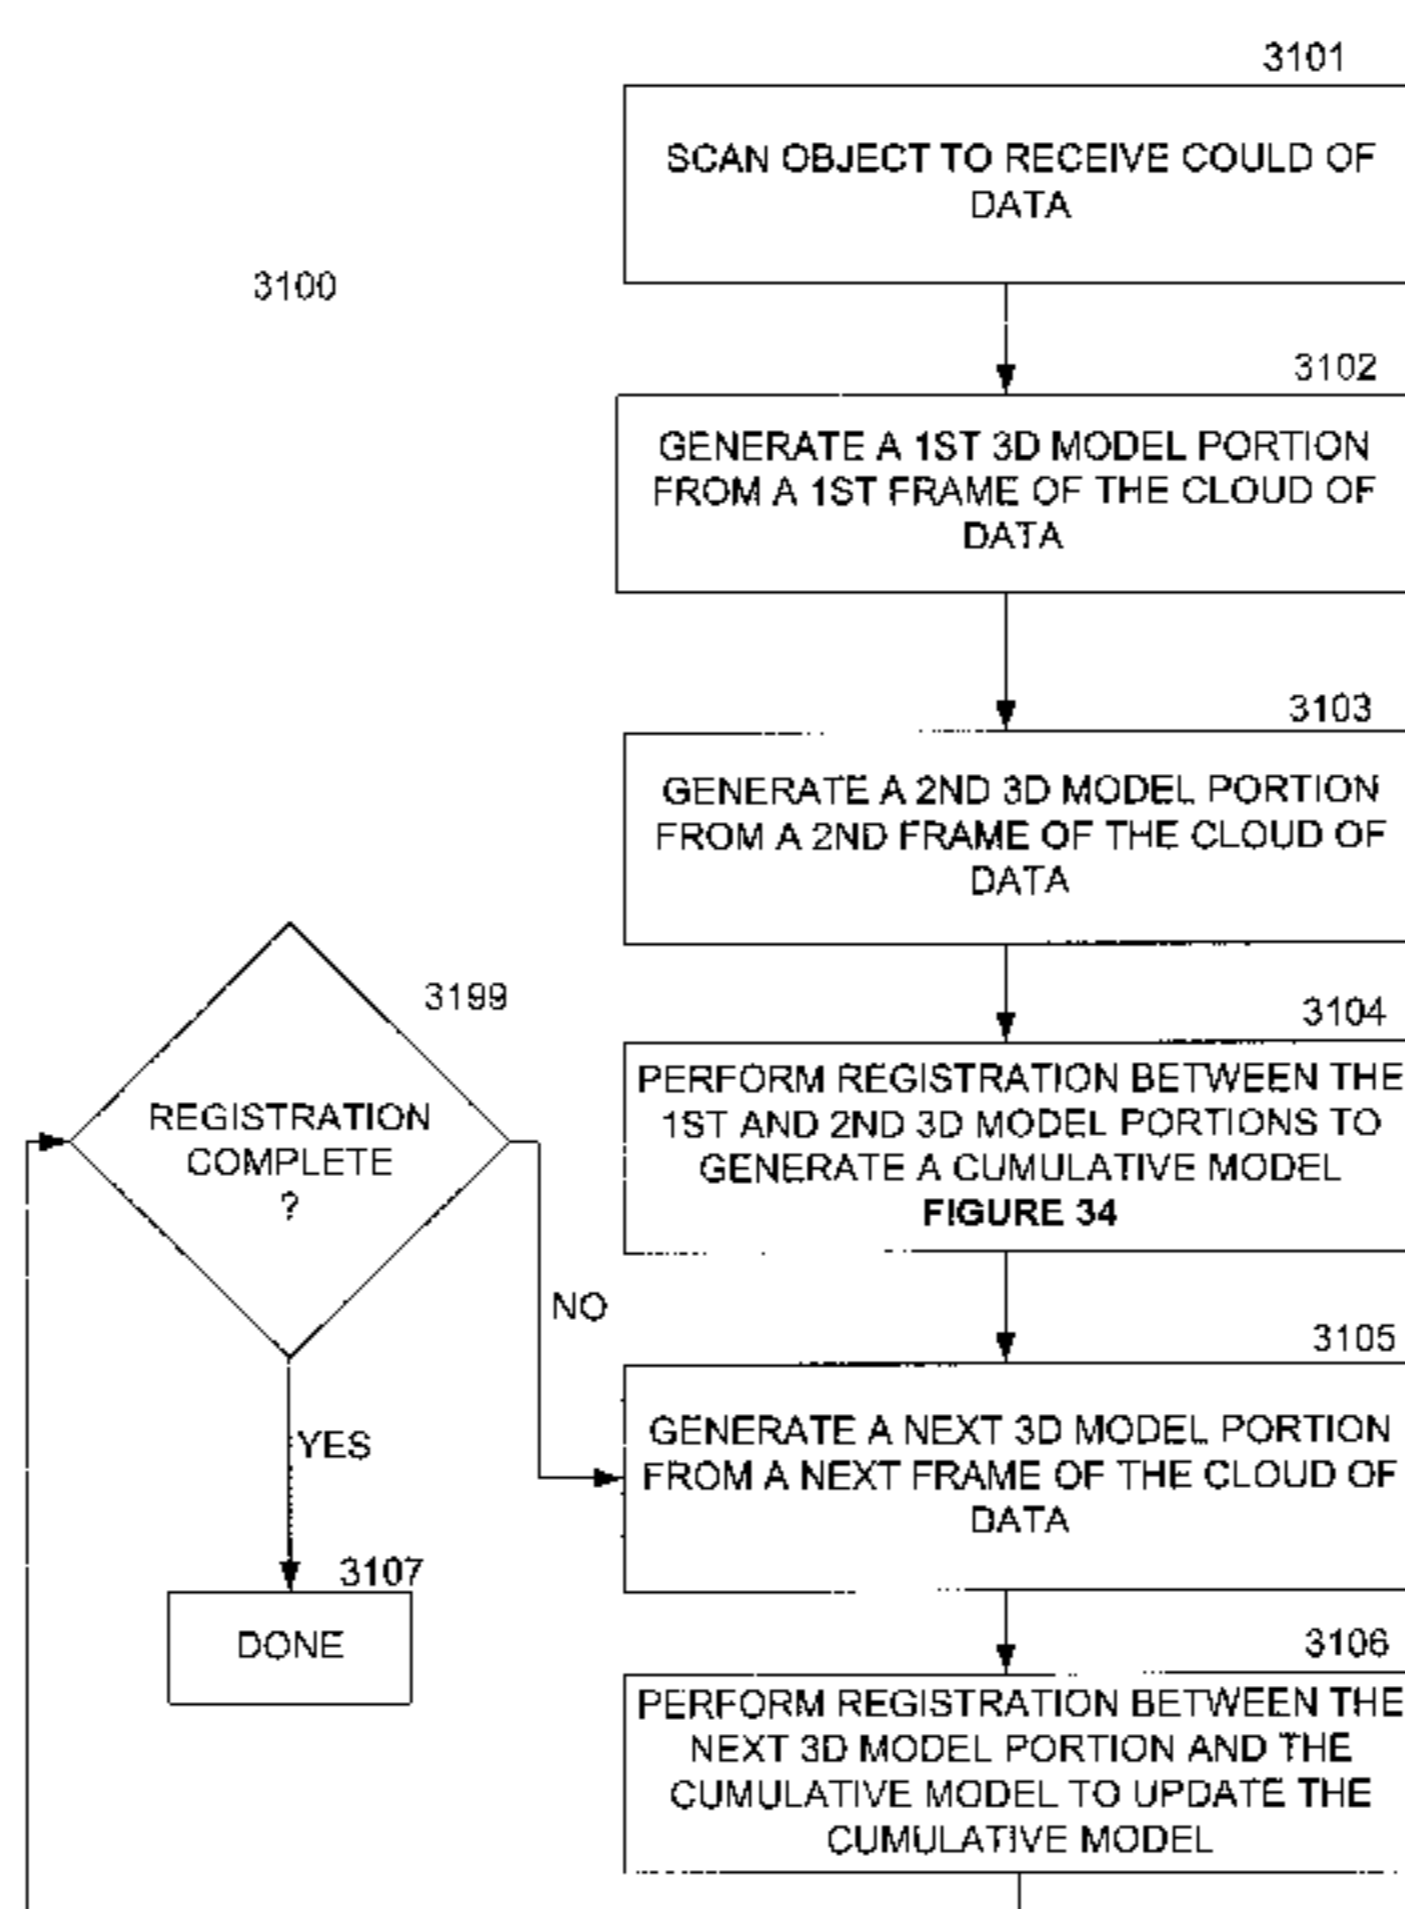 3101
SCAN OBJECT TO RECEIVE COULD OF
DATA
3100
3102
GENERATE A 1ST 3D MODEL PORTION
FROM A 1ST FRAME OF THE CLOUD OF
DATA
3103
GENERATE A 2ND 3D MODEL PORTION
FROM A 2ND FRAME OF THE CLOUD OF
DATA
3104
PERFORM REGISTRATION BETWEEN THE
1ST AND 2ND 3D MODEL PORTIONS TO
GENERATE A CUMULATIVE MODEL
FIGURE 34
3199
REGISTRATION
COMPLETE
?
NO
YES
3105
GENERATE A NEXT 3D MODEL PORTION
FROM A NEXT FRAME OF THE CLOUD OF
DATA
3107
DONE
3106
PERFORM REGISTRATION BETWEEN THE
NEXT 3D MODEL PORTION AND THE
CUMULATIVE MODEL TO UPDATE THE
CUMULATIVE MODEL